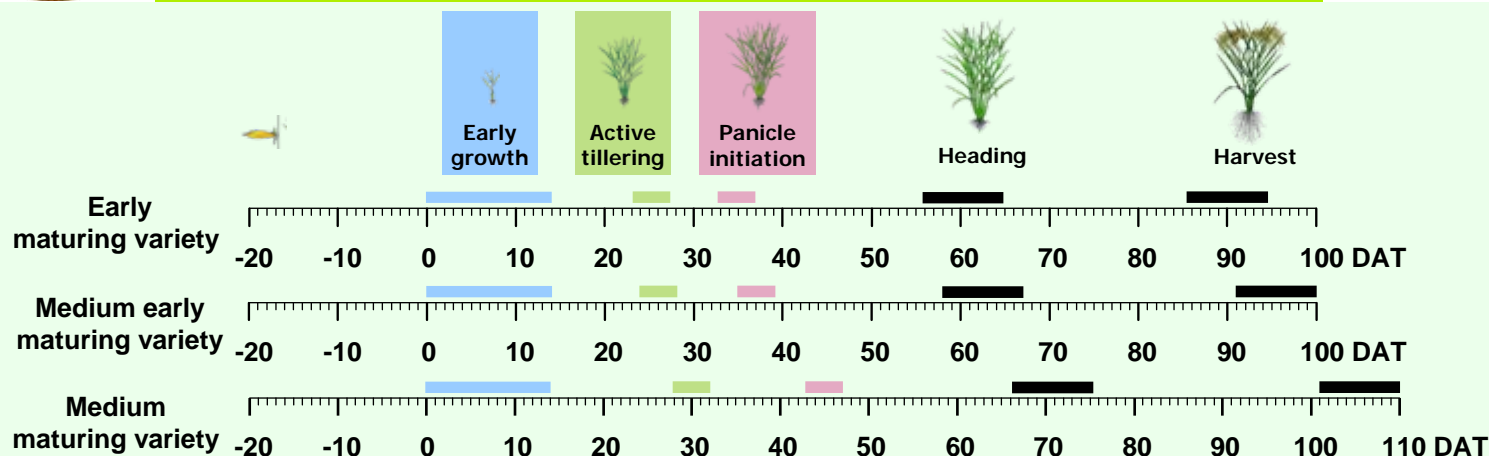 Early
growth
Active
tillering
Panicle
initiation
Heading
Harvest
Early
maturing variety
-20 -10 0 10 20 30 40 50 60 70 80 90 100 DAT
Medium early
maturing variety
-20 -10 0 10 20 30 40 50 60 70 80 90 100 DAT
Medium
maturing variety
-20 -10 0 10 20 30 40 50 60 70 80 90 100 110 DAT